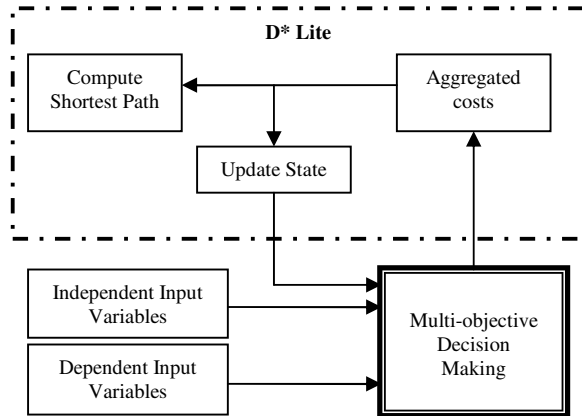 D* Lite
Compute
Shortest Path
Aggregated
costs
Update State
Independent Input
Variables
Multi-objective
Decision
Making
Dependent Input
Variables